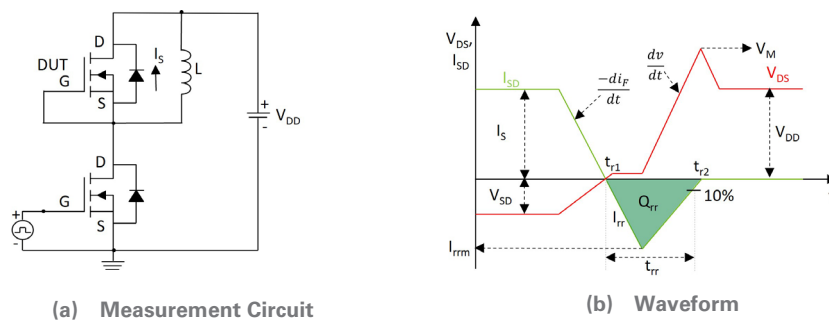 D
DUT
G
S
I_S
L
D
G
S
+
-
+
-
V_DD
(a) Measurement Circuit
V_DS,
I_SD
I_SD
-di_F
dt
dv
dt
V_M
V_DS
I_S
V_DD
t_r1
t_r2
t
V_SD
10%
Q_rr
I_rr
I_rrm
t_rr
(b) Waveform